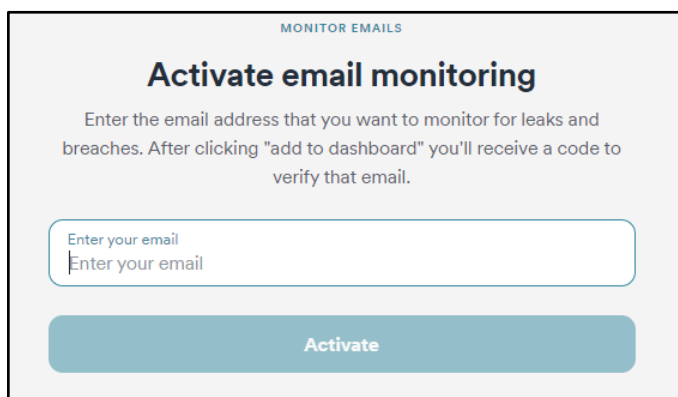 MONITOR EMAILS
Activate email monitoring
Enter the email address that you want to monitor for leaks and
breaches. After clicking "add to dashboard" you'll receive a code to
verify that email.
Enter your email
Enter your email
Activate